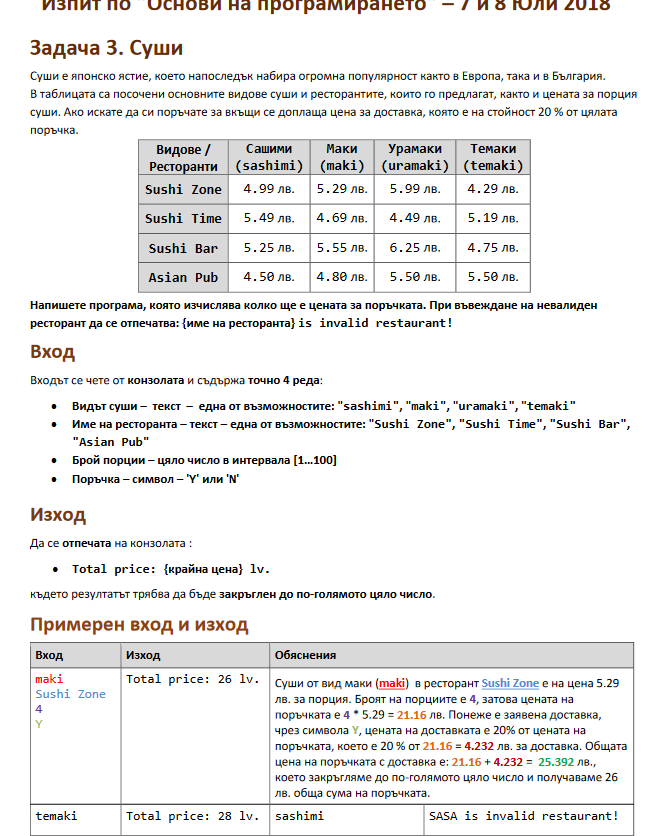 Изпит по "Основи на програмирането" – 7 и 8 Юли 2018
Задача 3. Суши
Суши е японско ястие, което напоследък набира огромна популярност както в Европа, така и в България.
В таблицата са посочени основните видове суши и ресторантите, които го предлагат, както и цената за порция
суши. Ако искате да си поръчате за вкъщи се доплаща цена за доставка, която е на стойност 20 % от цялата
поръчка.
Видове / Ресторанти Сашими (sashimi) Маки (maki) Урамаки (uramaki) Темаки (temaki)
Sushi Zone 4.99 лв. 5.29 лв. 5.99 лв. 4.29 лв.
Sushi Time 5.49 лв. 4.69 лв. 4.49 лв. 5.19 лв.
Sushi Bar 5.25 лв. 5.55 лв. 6.25 лв. 4.75 лв.
Asian Pub 4.50 лв. 4.80 лв. 5.50 лв. 5.50 лв.
Напишете програма, която изчислява колко ще е цената за поръчката. При въвеждане на невалиден
ресторант да се отпечатва: {име на ресторанта} is invalid restaurant!
Вход
Входът се чете от конзолата и съдържа точно 4 реда:
• Видът суши – текст – една от възможностите: "sashimi", "maki", "uramaki", "temaki"
• Име на ресторанта – текст – една от възможностите: "Sushi Zone", "Sushi Time", "Sushi Bar",
"Asian Pub"
• Брой порции – цяло число в интервала [1…100]
• Поръчка – символ – 'Y' или 'N'
Изход
Да се отпечата на конзолата :
• Total price: {крайна цена} lv.
където резултатът трябва да бъде закръглен до по-голямото цяло число.
Примерен вход и изход
Вход Изход Обяснения
maki
Sushi Zone
4
Y
Total price: 26 lv.
Суши от вид маки (maki) в ресторант Sushi Zone е на цена 5.29
лв. за порция. Броят на порциите е 4, затова цената на
поръчката е 4 * 5.29 = 21.16 лв. Понеже е заявена доставка,
чрез символа Y, цената на доставката е 20% от цената на
поръчката, което е 20 % от 21.16 = 4.232 лв. за доставка. Общата
цена на поръчката с доставка е: 21.16 + 4.232 = 25.392 лв.,
което закръгляме до по-голямото цяло число и получаваме 26
лв. обща сума на поръчката.
temaki Total price: 28 lv. sashimi SASA is invalid restaurant!